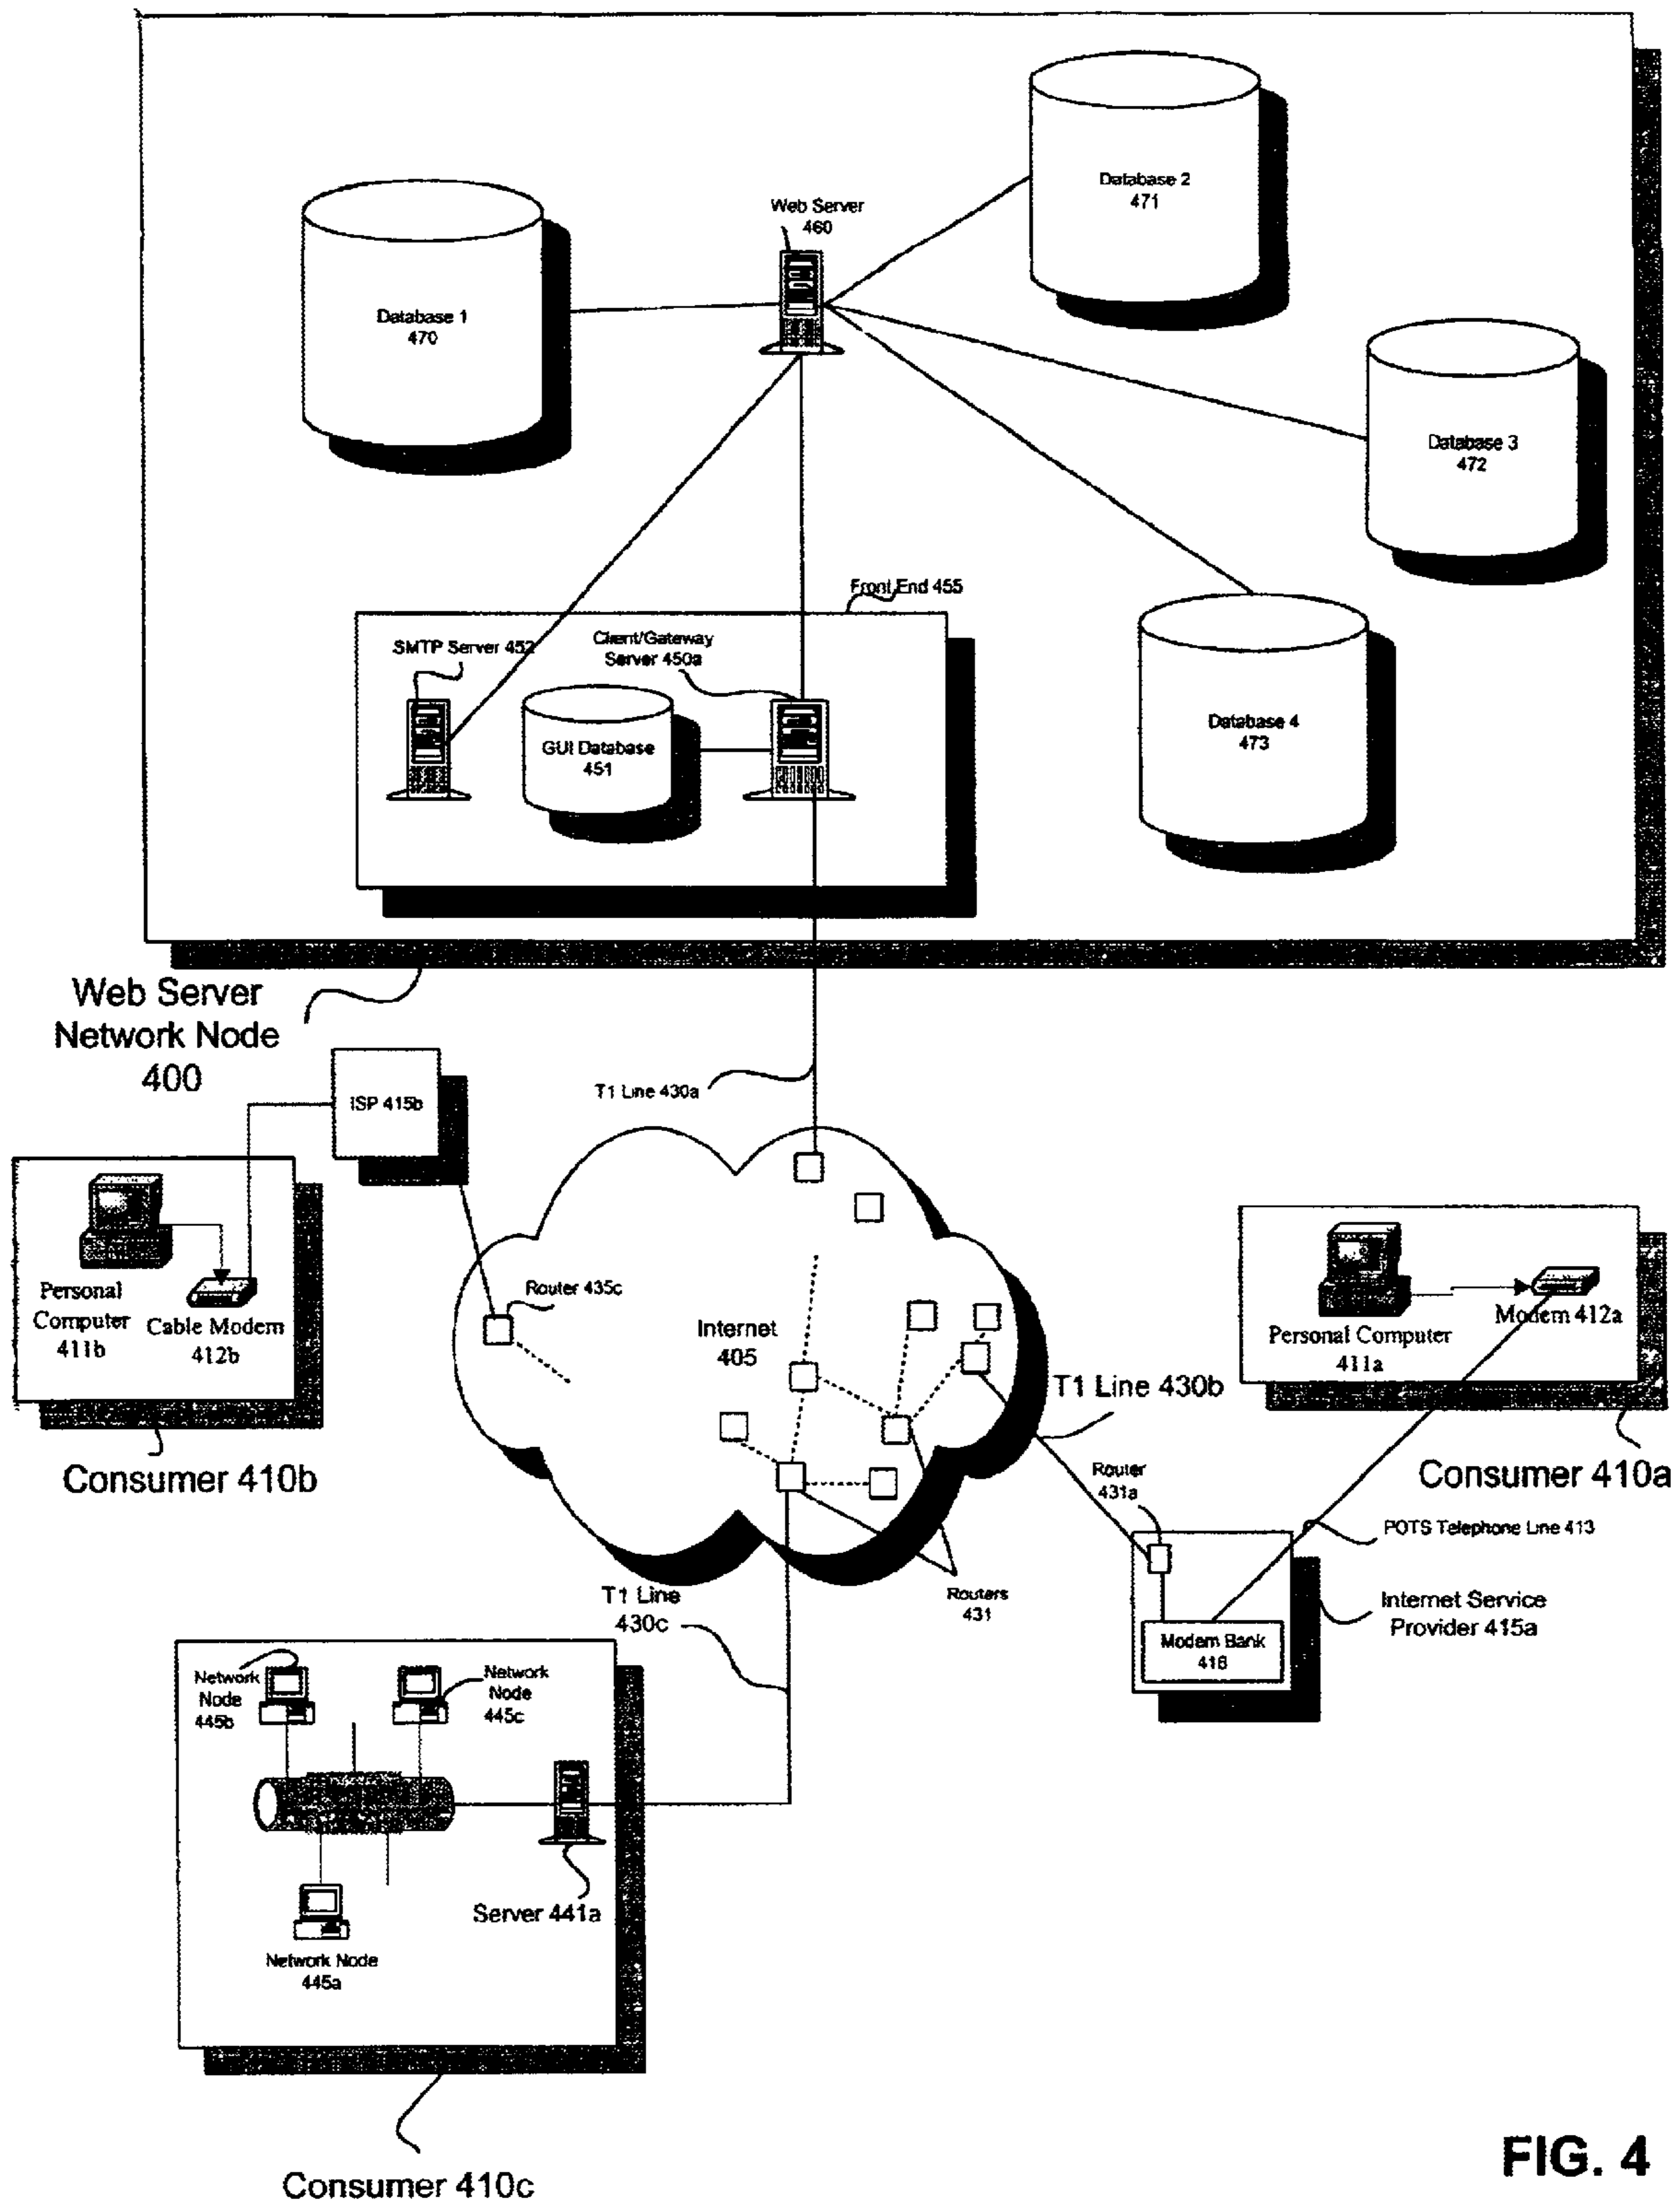 Database 2
471
Web Server
460
Database 1
470
Database 3
472
Front End 455
SMTP Server 452
Client/Gateway
Server 450a
GUI Database
451
Database 4
473
Web Server
Network Node
400
T1 Line 430a
ISP 415b
Personal
Computer
411b
Cable Modem
412b
Consumer 410b
Router 435c
Internet
405
T1 Line 430b
Personal Computer
411a
Modem 412a
Consumer 410a
Router
431a
POTS Telephone Line 413
Internet Service
Provider 415a
Modem Bank
416
Routers
431
T1 Line
430c
Network
Node
445b
Network
Node
445c
Server 441a
Network Node
445a
Consumer 410c
FIG. 4